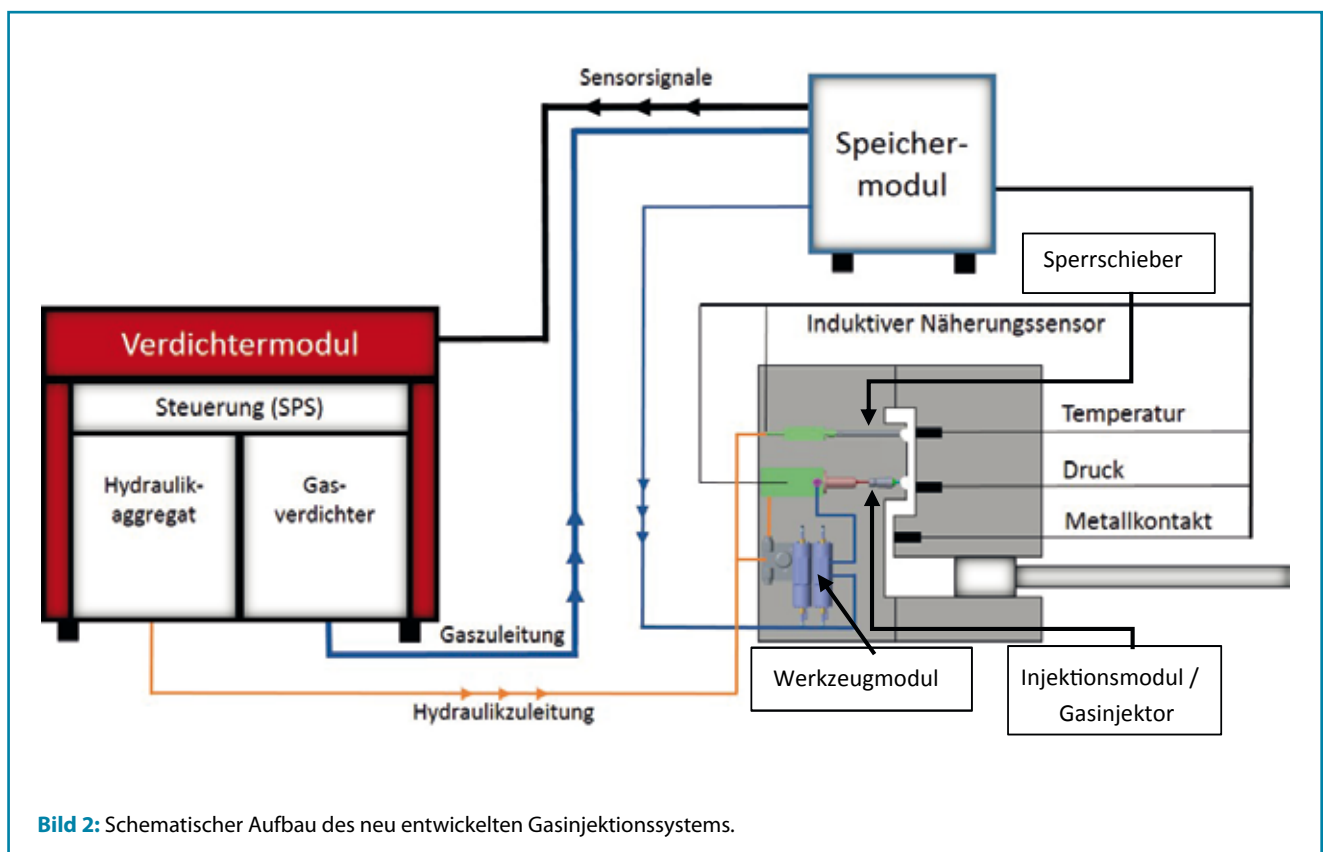 Sensorsignale
Speicher-
modul
Sperrschieber
Induktiver Näherungssensor
Verdichtermodul
Steuerung (SPS)
Hydraulik-
aggregat
Gas-
verdichter
Temperatur
Druck
Metallkontakt
Gaszuleitung
Werkzeugmodul
Injektionsmodul /
Gasinjektor
Hydraulikzuleitung
Bild 2: Schematischer Aufbau des neu entwickelten Gasinjektionssystems.